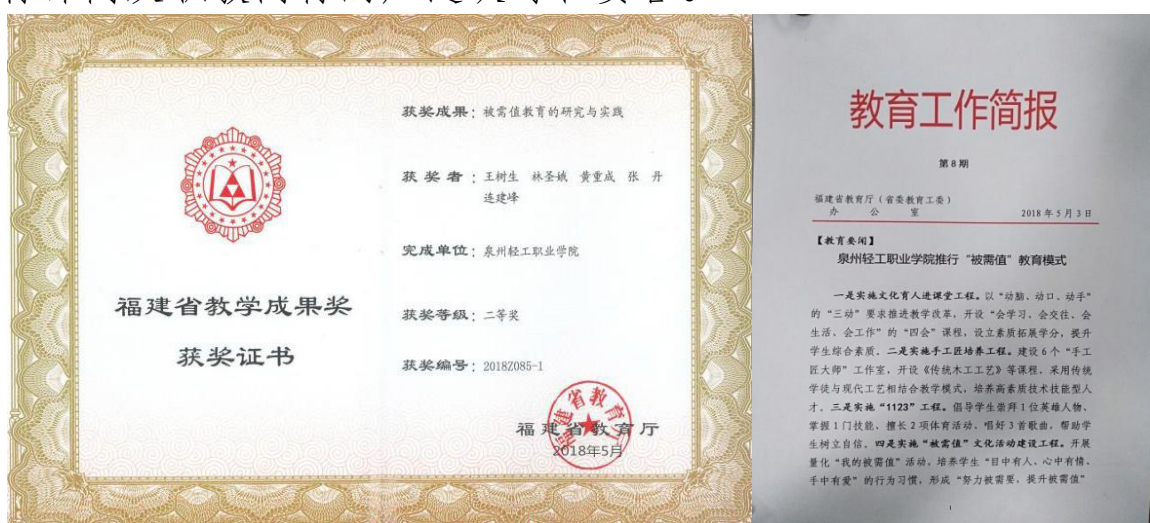 获奖成果：被需值教育的研究与实践
获 奖 者：王树生 林圣娥 黄重成 张 丹
连建峰
完成单位：泉州轻工职业学院
福建省教学成果奖
获奖证书
获奖等级：二等奖
获奖编号：2018Z085-1
福建省教育厅
2018年5月
教育工作简报
第8期
福建省教育厅（省委教育工委）
办 公 室
2018年5月3日
【教育要闻】
泉州轻工职业学院推行“被需值”教育模式
一是实施文化育人进课堂工程。以“动脑、动口、动手”
的“三动”要求推进教学改革，开设“会学习、会交往、会
生活、会工作”的“四会”课程，设立素质拓展学分，提升
学生综合素质。二是实施手工匠培养工程。建设6个“手工
匠大师”工作室，开设《传统木工工艺》等课程，采用传统
学徒与现代工艺相结合教学模式，培养高素质技术技能型人
才。三是实施“1123”工程。倡导学生崇拜1位英雄人物、
掌握1门技能、擅长2项体育活动、唱好3首歌曲，帮助学
生树立自信。四是实施“被需值”文化活动建设工程。开展
量化“我的被需值”活动，培养学生“目中有人、心中有情、
手中有爱”的行为习惯，形成“努力被需要、提升被需值”
1